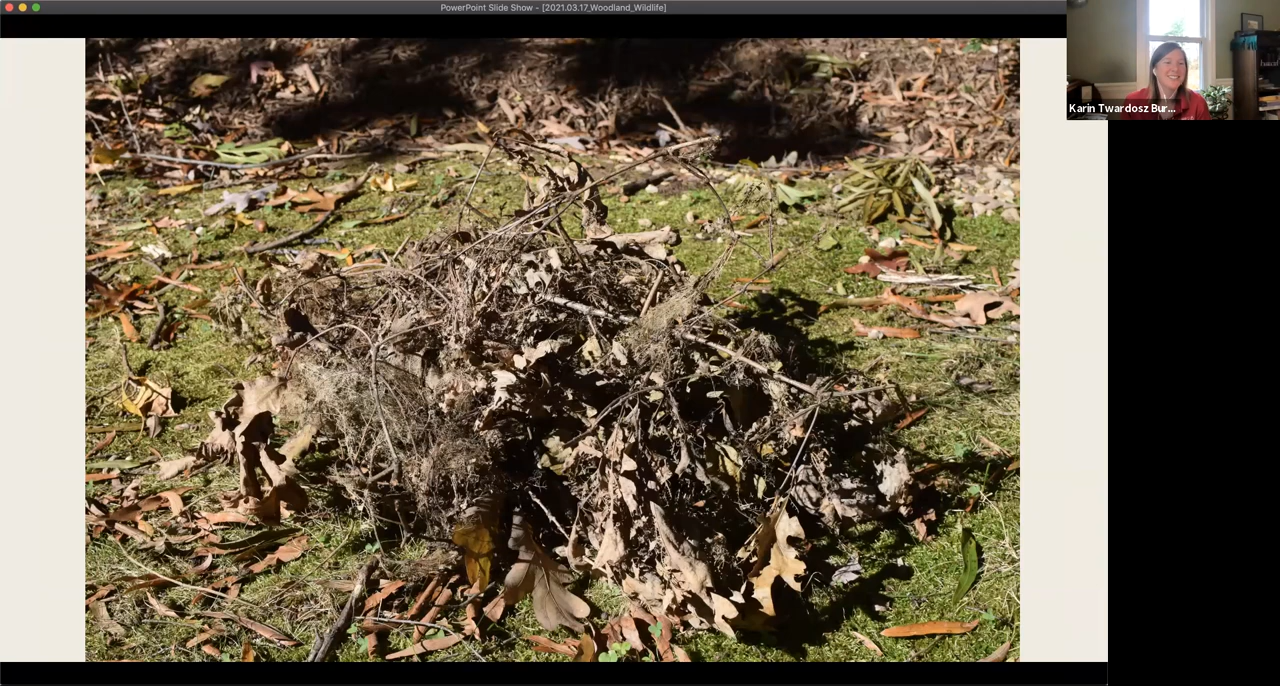 PowerPoint Slide Show - [2021.03.17_Woodland_Wildlife]
Karin Twardosz Bur...